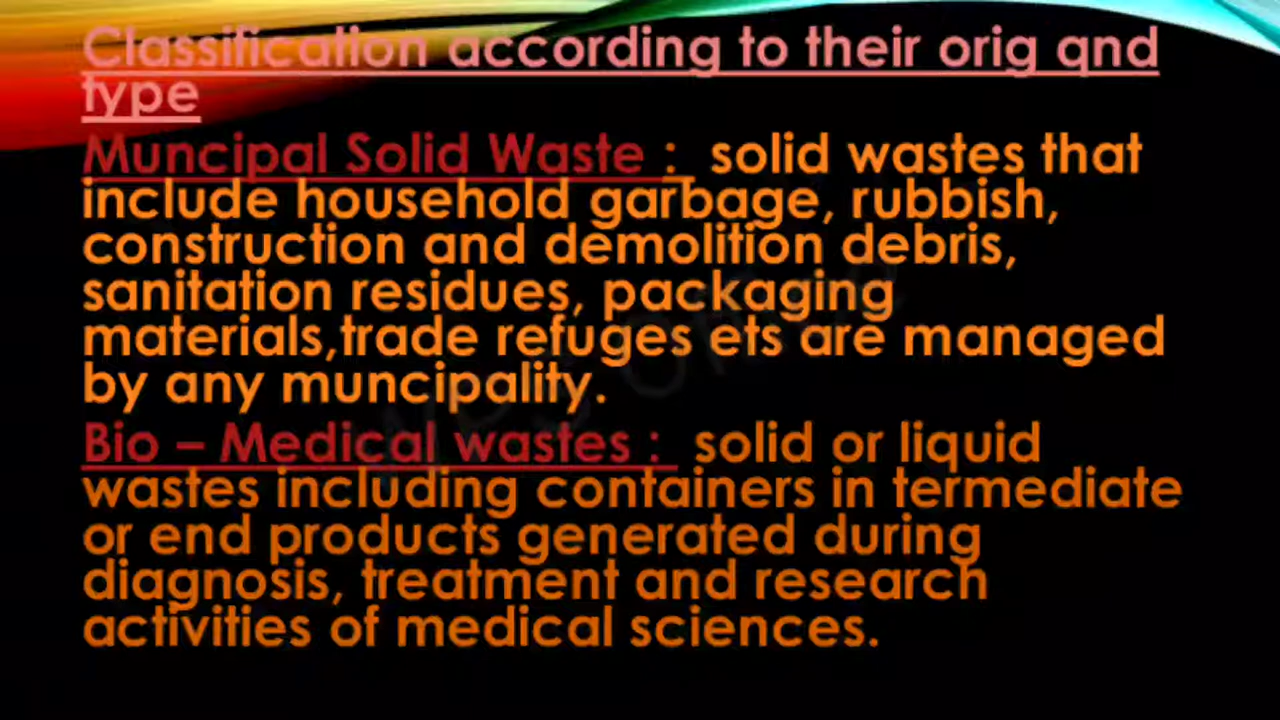 Classification according to their orig qnd
type
Muncipal Solid Waste : solid wastes that
include household garbage, rubbish,
construction and demolition debris,
sanitation residues, packaging
materials,trade refuges ets are managed
by any muncipality.
Bio – Medical wastes : solid or liquid
wastes including containers in termediate
or end products generated during
diagnosis, treatment and research
activities of medical sciences.